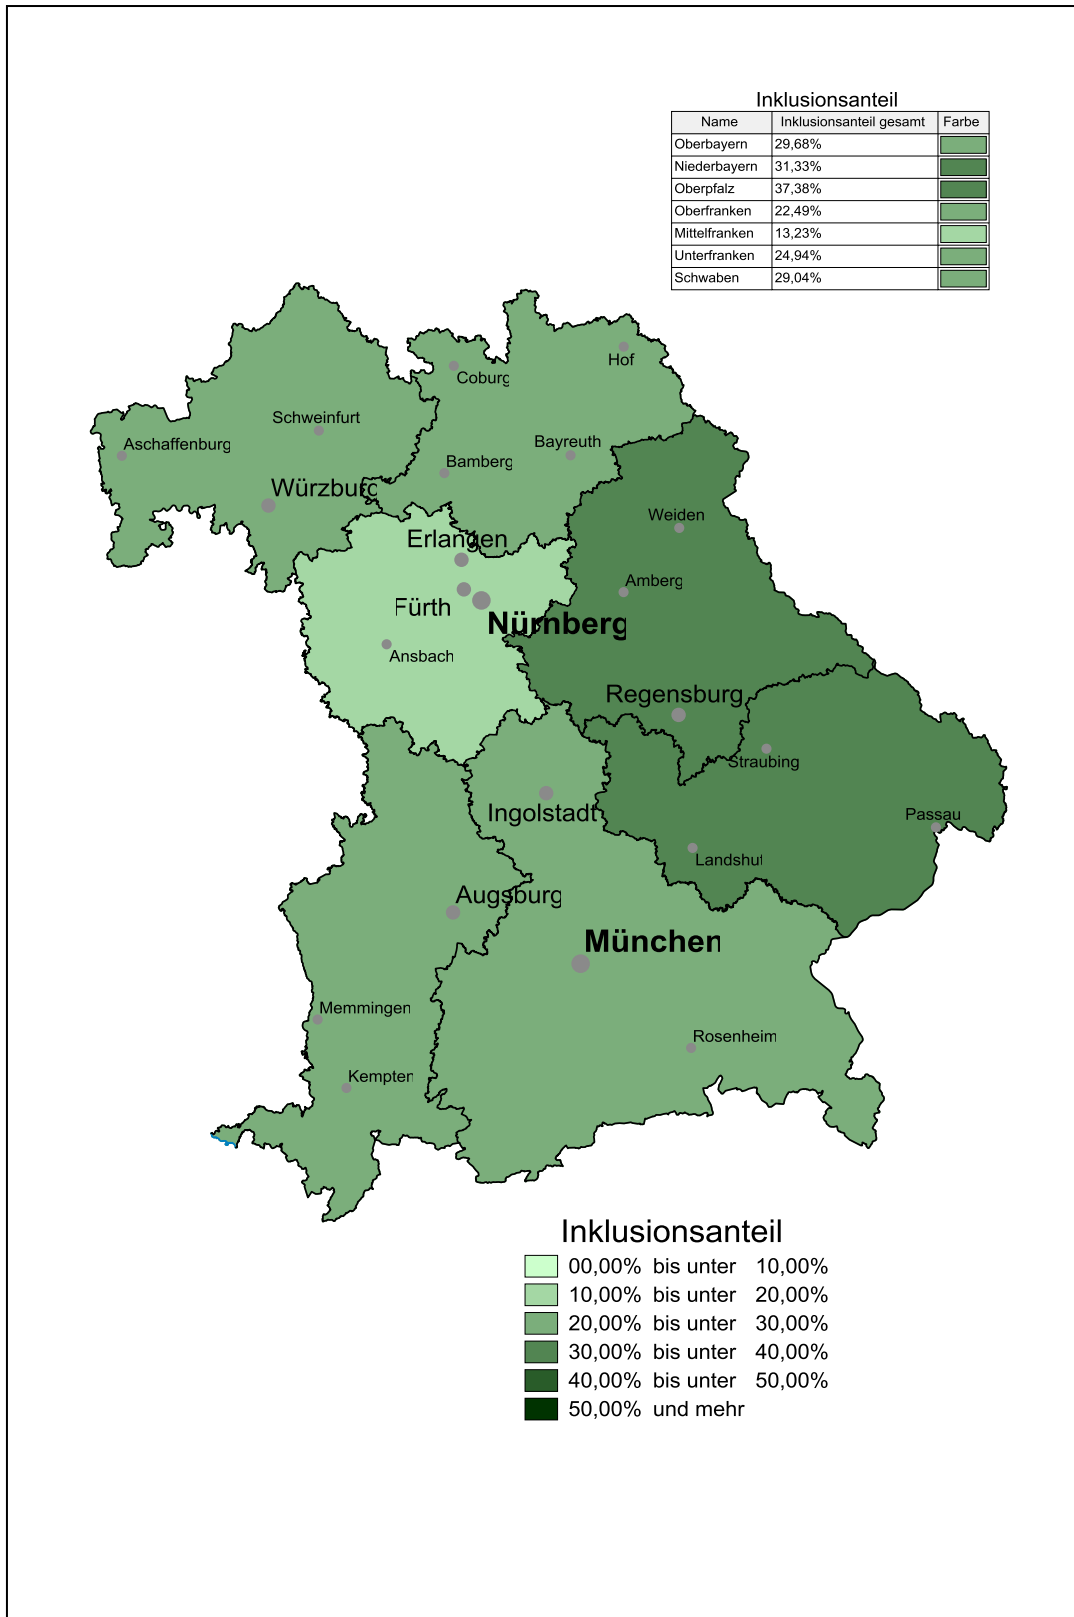 Inklusionsanteil
Name Inklusionsanteil gesamt Farbe
Oberbayern 29,68%
Niederbayern 31,33%
Oberpfalz 37,38%
Oberfranken 22,49%
Mittelfranken 13,23%
Unterfranken 24,94%
Schwaben 29,04%
Hof
Coburg
Schweinfurt
Aschaffenburg
Bayreuth
Bamberg
Würzburg
Weiden
Erlangen
Amberg
Fürth
Nürnberg
Ansbach
Regensburg
Straubing
Ingolstadt
Passau
Landshut
Augsburg
München
Memmingen
Rosenheim
Kempten
Inklusionsanteil
00,00% bis unter 10,00%
10,00% bis unter 20,00%
20,00% bis unter 30,00%
30,00% bis unter 40,00%
40,00% bis unter 50,00%
50,00% und mehr